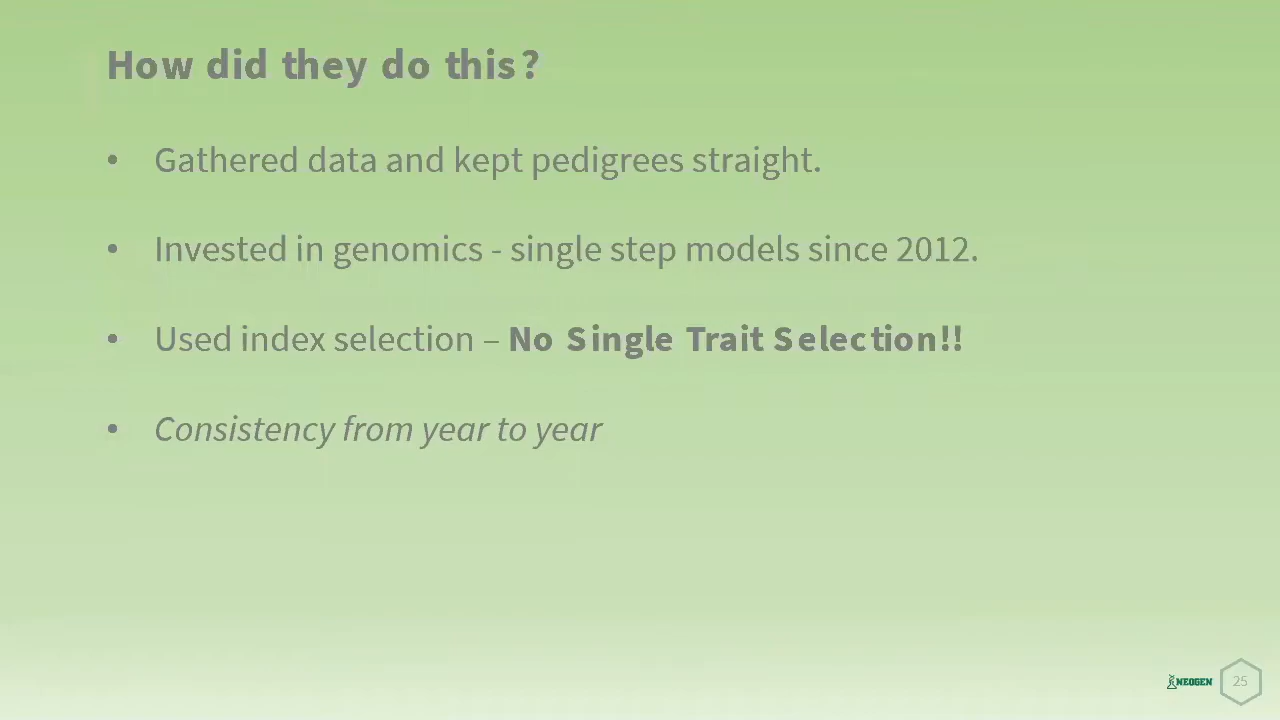 How did they do this?
• Gathered data and kept pedigrees straight.
• Invested in genomics - single step models since 2012.
• Used index selection – No Single Trait Selection!!
• Consistency from year to year
NEOGEN
25